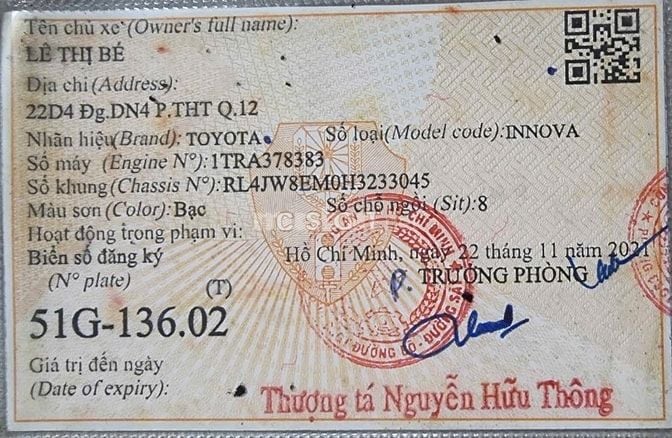 Tên chủ xe (Owner's full name):
LÊ THỊ BÉ
Địa chỉ (Address):
22D4 Đg.DN4 P.THT Q.12
Nhãn hiệu(Brand): TOYOTA Số loại(Model code):INNOVA
Số máy (Engine N°):1TRA378383
Số khung(Chassis N°):RL4JW8EM0H3233045
Màu sơn (Color): Bạc Số chỗ ngồi (Sit):8
Hoạt động trong phạm vi:
Biển số đăng ký Hồ Chí Minh, ngày 22 tháng 11 năm 2021
(N° plate) (T) P. TRƯỞNG PHÒNG
51G-136.02
Giá trị đến ngày
(Date of expiry):
Thượng tá Nguyễn Hữu Thông